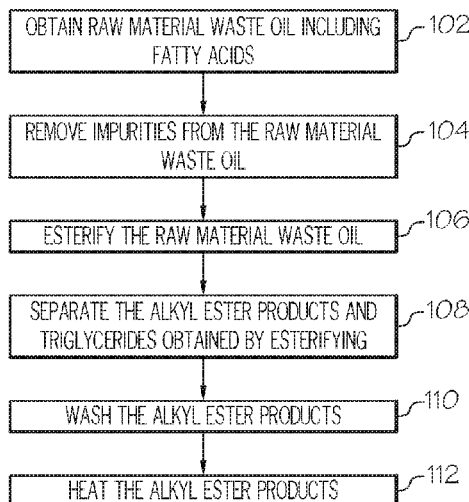 OBTAIN RAW MATERIAL WASTE OIL INCLUDING
FATTY ACIDS
102
REMOVE IMPURITIES FROM THE RAW MATERIAL
WASTE OIL
104
ESTERIFY THE RAW MATERIAL WASTE OIL
106
SEPARATE THE ALKYL ESTER PRODUCTS AND
TRIGLYCERIDES OBTAINED BY ESTERIFYING
108
WASH THE ALKYL ESTER PRODUCTS
110
HEAT THE ALKYL ESTER PRODUCTS
112